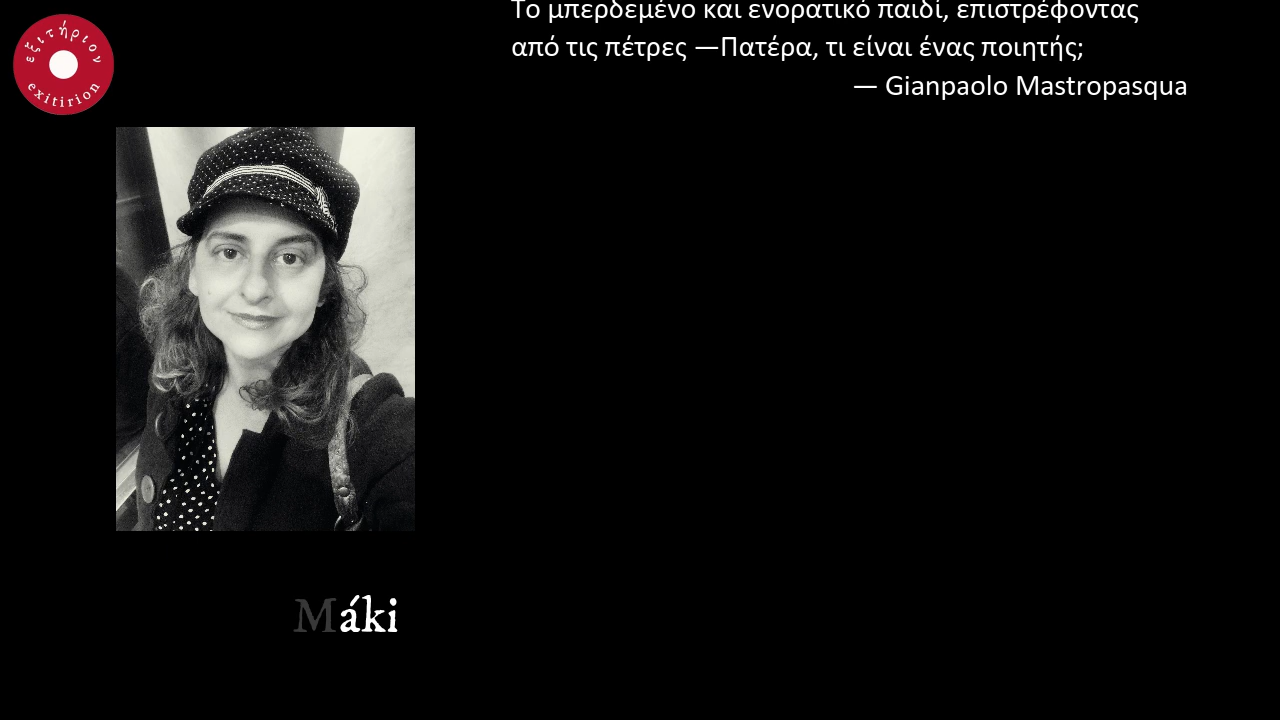 εξιτήριον
exitirion
Το μπερδεμένο και ενορατικό παιδί, επιστρέφοντας
από τις πέτρες —Πατέρα, τι είναι ένας ποιητής;
— Gianpaolo Mastropasqua
Máki